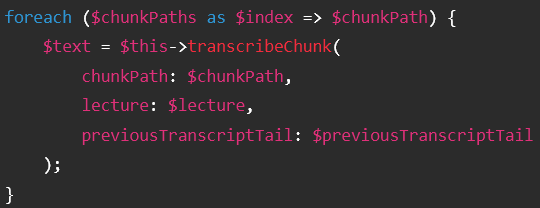 foreach ($chunkPaths as $index => $chunkPath) {
    $text = $this->transcribeChunk(
        chunkPath: $chunkPath,
        lecture: $lecture,
        previousTranscriptTail: $previousTranscriptTail
    );
}